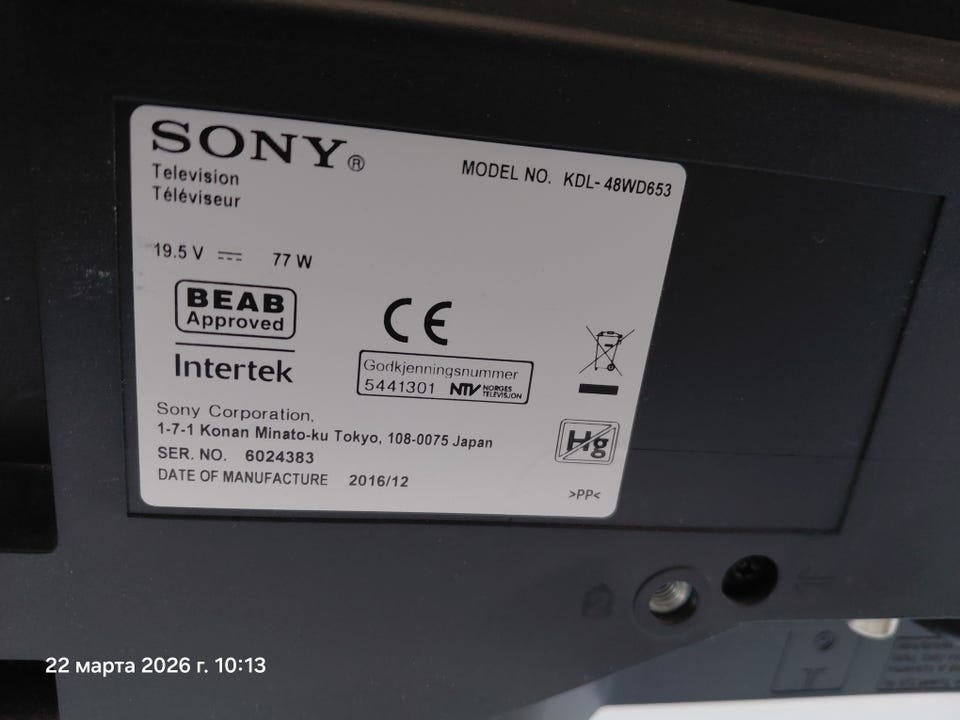 SONY®
MODEL NO. KDL-48WD653
Television
Téléviseur
19.5 V ⎓ 77 W
BEAB
Approved
Intertek
CE
Godkjenningsnummer
5441301 NTV NORGES TELEVISJON
Hg
Sony Corporation,
1-7-1 Konan Minato-ku Tokyo, 108-0075 Japan
SER. NO. 6024383
DATE OF MANUFACTURE 2016/12
>PP<
2
22 марта 2026 г. 10:13